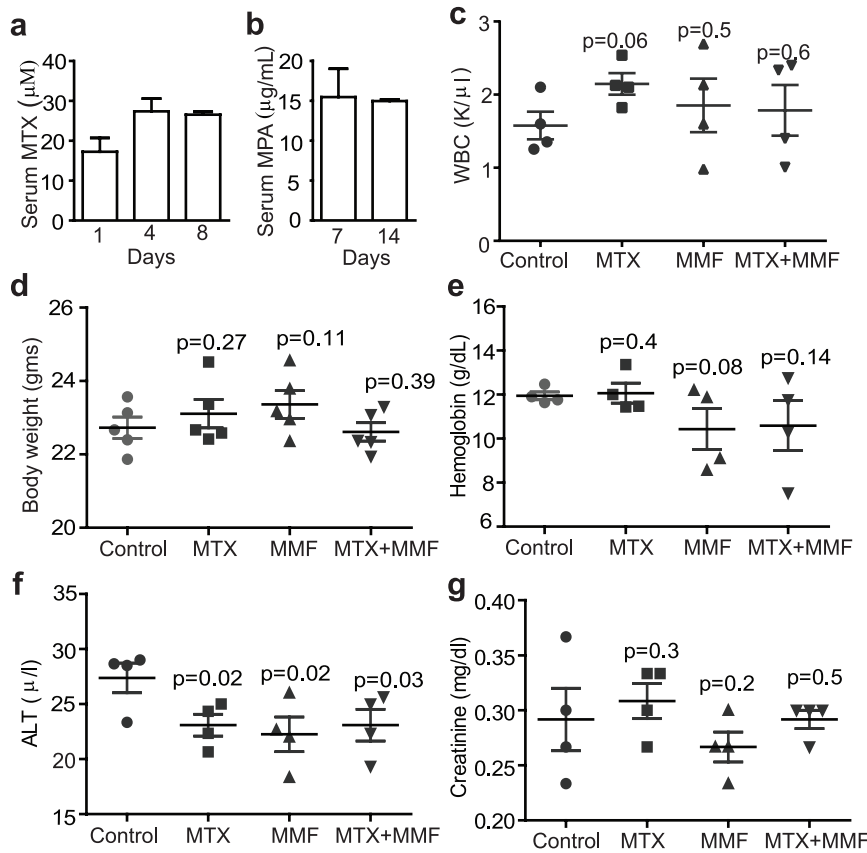 a
Serum MTX (μM)
40
30
20
10
0
1 4 8
Days
b
Serum MPA (μg/mL)
20
15
10
5
0
7 14
Days
c
WBC (K/μl)
3
2
1
0
p=0.06
p=0.5
p=0.6
Control MTX MMF MTX+MMF
d
Body weight (gms)
26
24
22
20
p=0.27
p=0.11
p=0.39
Control MTX MMF MTX+MMF
e
Hemoglobin (g/dL)
16
14
12
10
8
6
p=0.4
p=0.08
p=0.14
Control MTX MMF MTX+MMF
f
ALT (μ/l)
35
30
25
20
15
p=0.02
p=0.02
p=0.03
Control MTX MMF MTX+MMF
g
Creatinine (mg/dl)
0.40
0.35
0.30
0.25
0.20
p=0.3
p=0.2
p=0.5
Control MTX MMF MTX+MMF